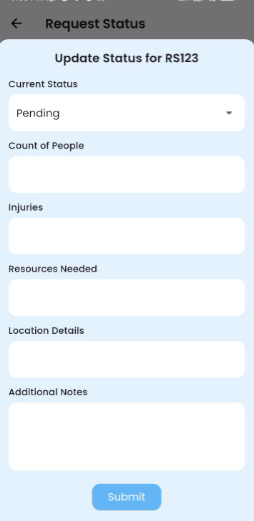 Request Status
Update Status for RS123
Current Status
Pending
Count of People
Injuries
Resources Needed
Location Details
Additional Notes
Submit